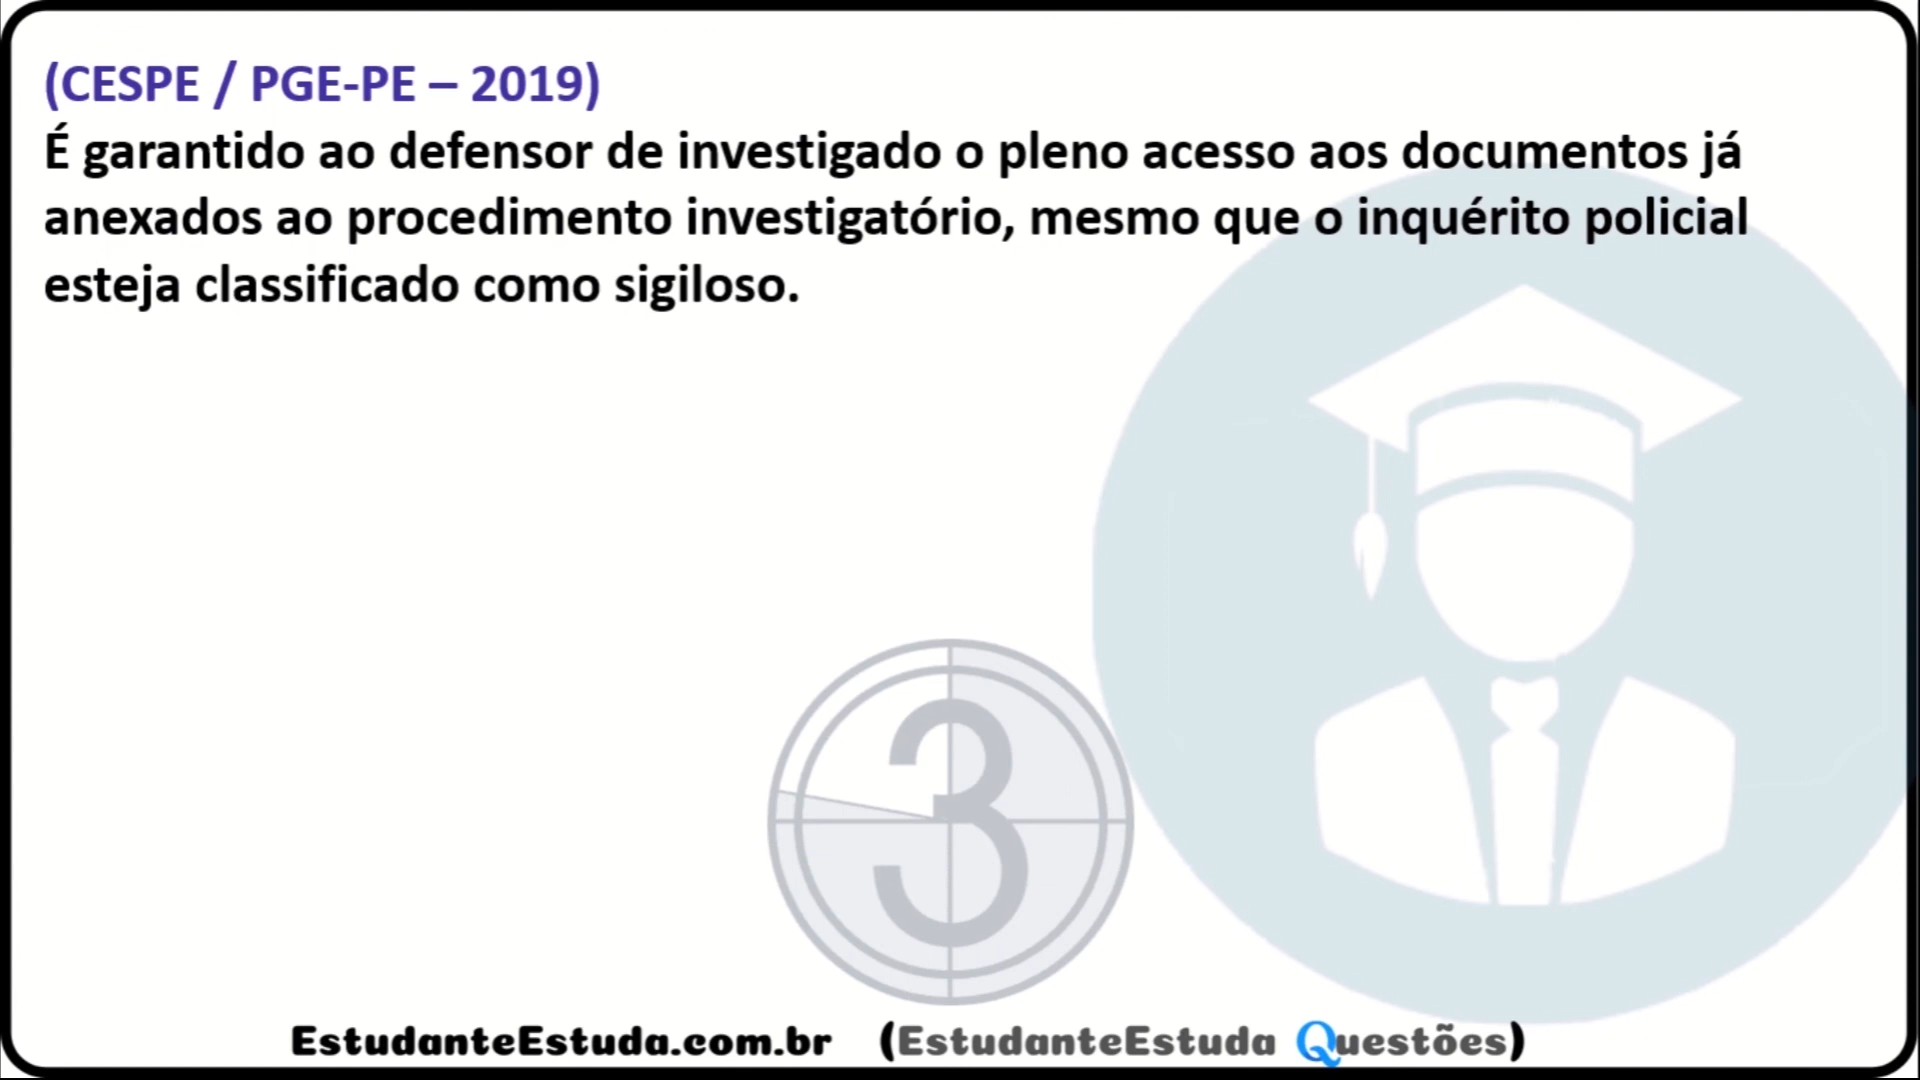 (CESPE / PGE-PE – 2019)
É garantido ao defensor de investigado o pleno acesso aos documentos já
anexados ao procedimento investigatório, mesmo que o inquérito policial
esteja classificado como sigiloso.
3
EstudanteEstuda.com.br (EstudanteEstuda Questões)